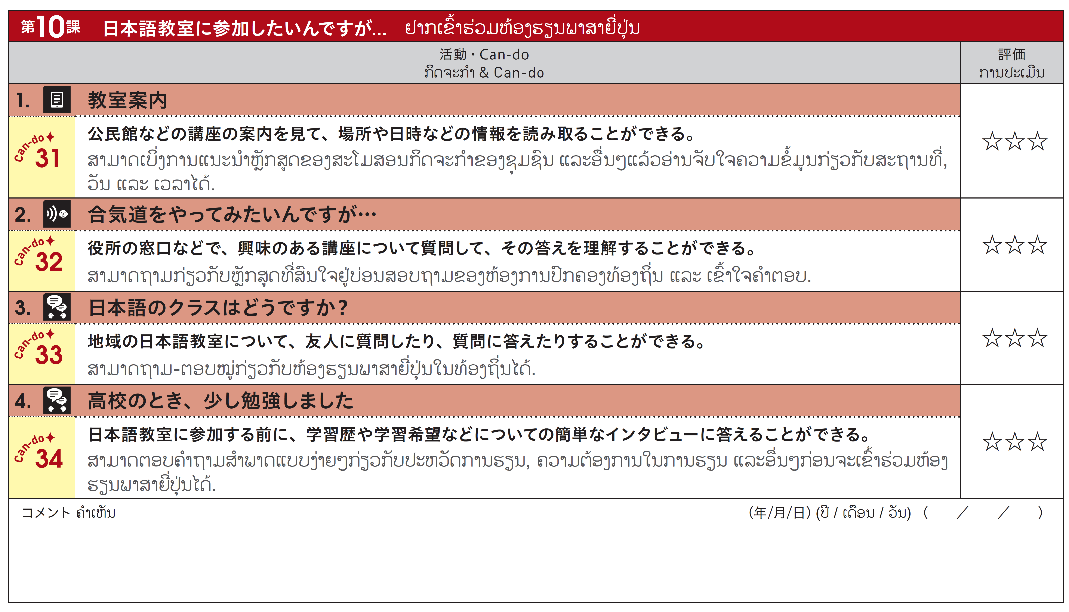 第10課 日本語教室に参加したいんですが… ຢາກເຂົ້າຮ່ວມຫ້ອງຮຽນພາສາຍີ່ປຸ່ນ
活動・Can-do
ກິດຈະກຳ & Can-do
評価
ການປະເມີນ
1. 教室案内
Can-do 31
公民館などの講座の案内を見て、場所や日時などの情報を読み取ることができる。
ສາມາດເບິ່ງການແນະນຳຫຼັກສູດຂອງສະໂມສອນກິດຈະກຳຂອງຊຸມຊົນ ແລະອື່ນໆແລ້ວອ່ານຈັບໃຈຄວາມຂໍ້ມູນກ່ຽວກັບສະຖານທີ່,
ວັນ ແລະ ເວລາໄດ້.
☆☆☆
2. 合気道をやってみたいんですが…
Can-do 32
役所の窓口などで、興味のある講座について質問して、その答えを理解することができる。
ສາມາດຖາມກ່ຽວກັບຫຼັກສູດທີ່ສົນໃຈຢູ່ບ່ອນສອບຖາມຂອງຫ້ອງການປົກຄອງທ້ອງຖິ່ນ ແລະ ເຂົ້າໃຈຄຳຕອບ.
☆☆☆
3. 日本語のクラスはどうですか？
Can-do 33
地域の日本語教室について、友人に質問したり、質問に答えたりすることができる。
ສາມາດຖາມ-ຕອບໝູ່ກ່ຽວກັບຫ້ອງຮຽນພາສາຍີ່ປຸ່ນໃນທ້ອງຖິ່ນໄດ້.
☆☆☆
4. 高校のとき、少し勉強しました
Can-do 34
日本語教室に参加する前に、学習歴や学習希望などについての簡単なインタビューに答えることができる。
ສາມາດຕອບຄຳຖາມສຳພາດແບບງ່າຍໆກ່ຽວກັບປະຫວັດການຮຽນ, ຄວາມຕ້ອງການໃນການຮຽນ ແລະອື່ນໆກ່ອນຈະເຂົ້າຮ່ວມຫ້ອງ
ຮຽນພາສາຍີ່ປຸ່ນໄດ້.
☆☆☆
コメント ຄຳເຫັນ
（年/月/日）(ປີ / ເດືອນ / ວັນ) （ / / ）